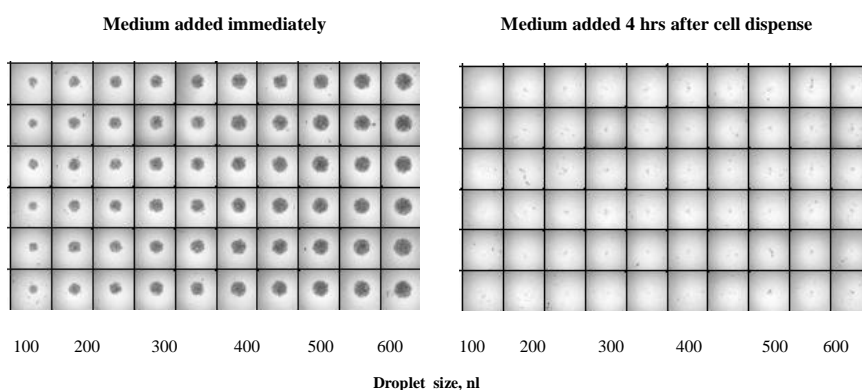 Medium added immediately
Medium added 4 hrs after cell dispense
100 200 300 400 500 600
100 200 300 400 500 600
Droplet size, nl